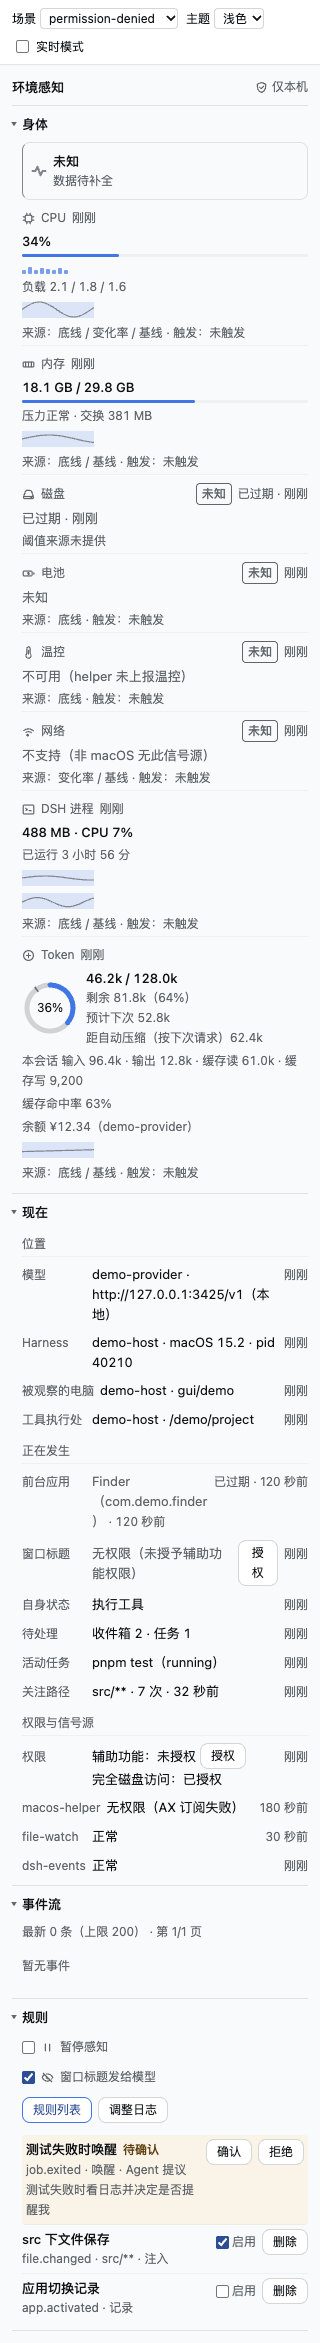 场景 permission-denied 主题 浅色
实时模式
环境感知 仅本机
身体
未知
数据待补全
CPU 刚刚
34%
负载 2.1 / 1.8 / 1.6
来源：底线 / 变化率 / 基线 · 触发：未触发
内存 刚刚
18.1 GB / 29.8 GB
压力正常 · 交换 381 MB
来源：底线 / 基线 · 触发：未触发
磁盘 未知 已过期 · 刚刚
已过期 · 刚刚
阈值来源未提供
电池 未知 刚刚
未知
来源：底线 · 触发：未触发
温控 未知 刚刚
不可用（helper 未上报温控）
来源：底线 / 基线 · 触发：未触发
网络 未知 刚刚
不支持（非 macOS 无此信号源）
来源：变化率 / 基线 · 触发：未触发
DSH 进程 刚刚
488 MB · CPU 7%
已运行 3 小时 56 分
来源：底线 / 基线 · 触发：未触发
Token 刚刚
36%
46.2k / 128.0k
剩余 81.8k（64%）
预计下次 52.8k
距自动压缩（按下次请求）62.4k
本会话 输入 96.4k · 输出 12.8k · 缓存读 61.0k · 缓
存写 9,200
缓存命中率 63%
余额 ¥12.34（demo-provider）
来源：底线 / 基线 · 触发：未触发
现在
位置
模型 demo-provider · 刚刚
http://127.0.0.1:3425/v1（本
地）
Harness demo-host · macOS 15.2 · pid 刚刚
40210
被观察的电脑 demo-host · gui/demo 刚刚
工具执行处 demo-host · /demo/project 刚刚
正在发生
前台应用 Finder 已过期 · 120 秒前
（com.demo.finder
） · 120 秒前
窗口标题 无权限（未授予辅助功 授 刚刚
能权限） 权
自身状态 执行工具 刚刚
待处理 收件箱 2 · 任务 1 刚刚
活动任务 pnpm test（running） 刚刚
关注路径 src/** · 7 次 · 32 秒前 刚刚
权限与信号源
权限 辅助功能：未授权 授权 刚刚
完全磁盘访问：已授权
macos-helper 无权限（AX 订阅失败） 180 秒前
file-watch 正常 30 秒前
dsh-events 正常 刚刚
事件流
最新 0 条（上限 200） · 第 1/1 页
暂无事件
规则
暂停感知
窗口标题发给模型
规则列表 调整日志
测试失败时唤醒 待确认 确认 拒绝
job.exited · 唤醒 · Agent 提议
测试失败时看日志并决定是否提
醒我
src 下文件保存 启用 删除
file.changed · src/** · 注入
应用切换记录 启用 删除
app.activated · 记录